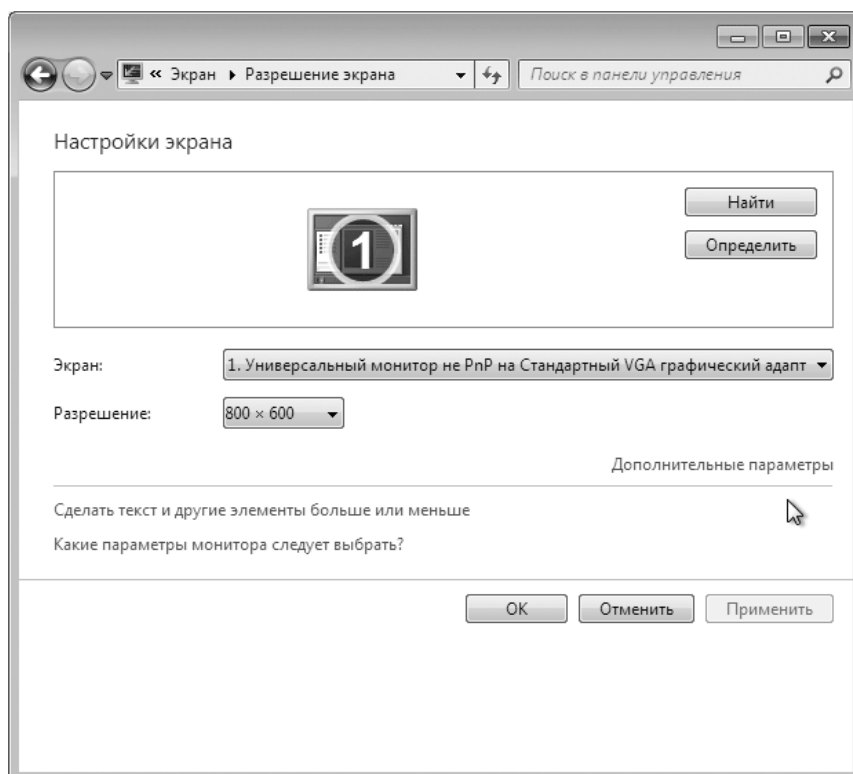 « Экран ▸ Разрешение экрана
Поиск в панели управления
Настройки экрана
1
Найти
Определить
Экран:
1. Универсальный монитор не PnP на Стандартный VGA графический адапт
Разрешение:
800 × 600
Дополнительные параметры
Сделать текст и другие элементы больше или меньше
Какие параметры монитора следует выбрать?
ОК
Отменить
Применить